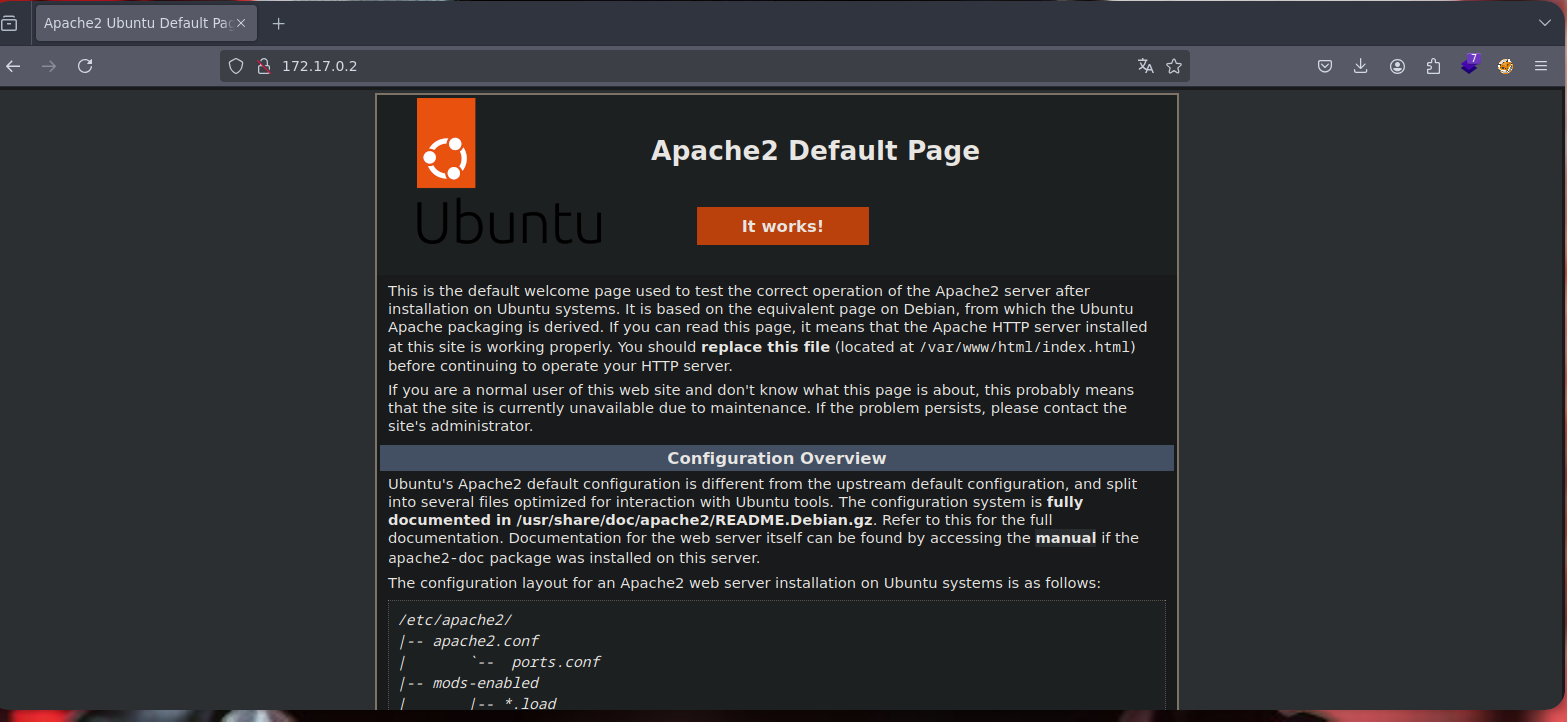 Apache2 Ubuntu Default Pag
172.17.0.2
7
Apache2 Default Page
Ubuntu
It works!
This is the default welcome page used to test the correct operation of the Apache2 server after
installation on Ubuntu systems. It is based on the equivalent page on Debian, from which the Ubuntu
Apache packaging is derived. If you can read this page, it means that the Apache HTTP server installed
at this site is working properly. You should replace this file (located at /var/www/html/index.html)
before continuing to operate your HTTP server.
If you are a normal user of this web site and don't know what this page is about, this probably means
that the site is currently unavailable due to maintenance. If the problem persists, please contact the
site's administrator.
Configuration Overview
Ubuntu's Apache2 default configuration is different from the upstream default configuration, and split
into several files optimized for interaction with Ubuntu tools. The configuration system is fully
documented in /usr/share/doc/apache2/README.Debian.gz. Refer to this for the full
documentation. Documentation for the web server itself can be found by accessing the manual if the
apache2-doc package was installed on this server.
The configuration layout for an Apache2 web server installation on Ubuntu systems is as follows:
/etc/apache2/
|-- apache2.conf
|       `--  ports.conf
|-- mods-enabled
|       |-- *.load